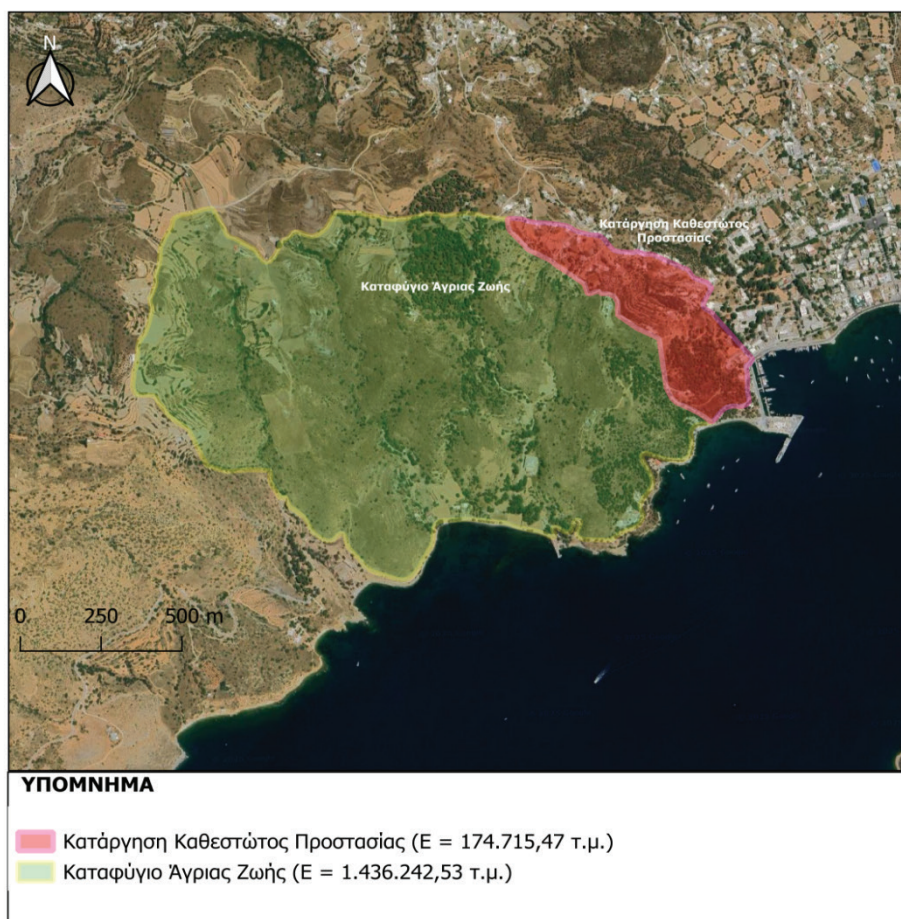 N
Κατάργηση Καθεστώτος
Προστασίας
Καταφύγιο Άγριας Ζωής
0 250 500 m
ΥΠΟΜΝΗΜΑ
Κατάργηση Καθεστώτος Προστασίας (Ε = 174.715,47 τ.μ.)
Καταφύγιο Άγριας Ζωής (Ε = 1.436.242,53 τ.μ.)